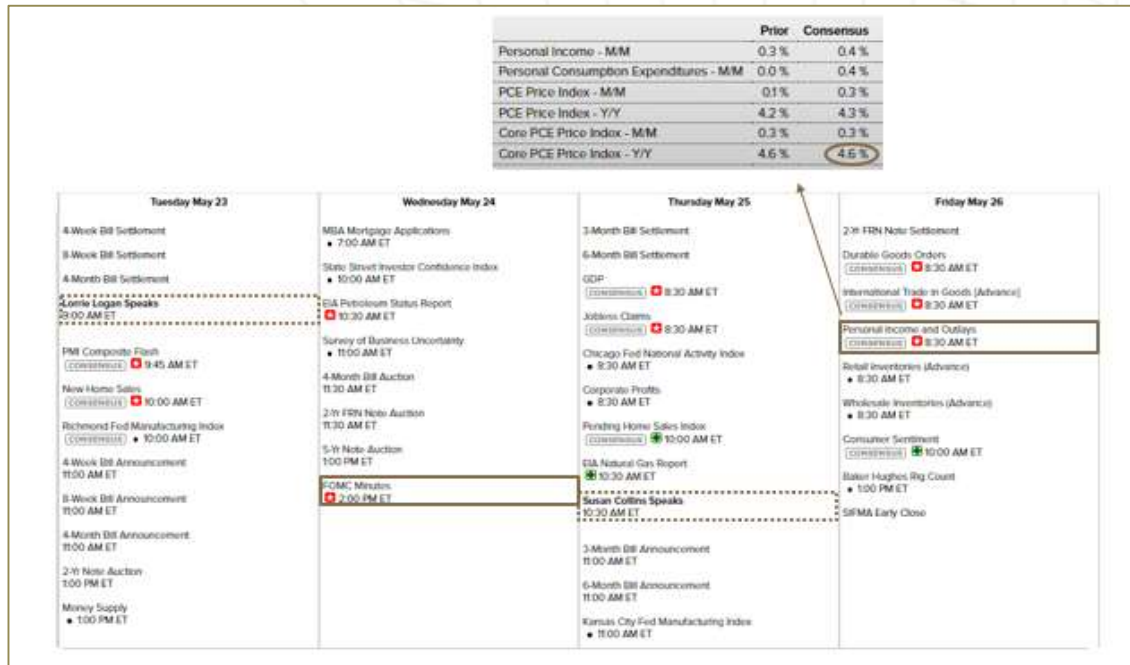 Prior Consensus
Personal Income - M/M 0.3 % 0.4 %
Personal Consumption Expenditures - M/M 0.0 % 0.4 %
PCE Price Index - M/M 0.1 % 0.3 %
PCE Price Index - Y/Y 4.2 % 4.3 %
Core PCE Price Index - M/M 0.3 % 0.3 %
Core PCE Price Index - Y/Y 4.6 % 4.6 %
Tuesday May 23
4-Week Bill Settlement
8-Week Bill Settlement
4-Month Bill Settlement
Lorrie Logan Speaks
9:00 AM ET
PMI Composite Flash
CONSENSUS 9:45 AM ET
New Home Sales
CONSENSUS 10:00 AM ET
Richmond Fed Manufacturing Index
CONSENSUS • 10:00 AM ET
4-Week Bill Announcement
11:00 AM ET
8-Week Bill Announcement
11:00 AM ET
4-Month Bill Announcement
11:00 AM ET
2-Yr Note Auction
1:00 PM ET
Money Supply
• 1:00 PM ET
Wednesday May 24
MBA Mortgage Applications
• 7:00 AM ET
State Street Investor Confidence Index
• 10:00 AM ET
EIA Petroleum Status Report
10:30 AM ET
Survey of Business Uncertainty
• 11:00 AM ET
4-Month Bill Auction
11:30 AM ET
2-Yr FRN Note Auction
11:30 AM ET
5-Yr Note Auction
1:00 PM ET
FOMC Minutes
2:00 PM ET
Thursday May 25
3-Month Bill Settlement
6-Month Bill Settlement
GDP
CONSENSUS 8:30 AM ET
Jobless Claims
CONSENSUS 8:30 AM ET
Chicago Fed National Activity Index
• 8:30 AM ET
Corporate Profits
• 8:30 AM ET
Pending Home Sales Index
CONSENSUS 10:00 AM ET
EIA Natural Gas Report
10:30 AM ET
Susan Collins Speaks
10:30 AM ET
3-Month Bill Announcement
11:00 AM ET
6-Month Bill Announcement
11:00 AM ET
Kansas City Fed Manufacturing Index
• 11:00 AM ET
Friday May 26
2-Yr FRN Note Settlement
Durable Goods Orders
CONSENSUS 8:30 AM ET
International Trade in Goods (Advance)
CONSENSUS 8:30 AM ET
Personal Income and Outlays
CONSENSUS 8:30 AM ET
Retail Inventories (Advance)
• 8:30 AM ET
Wholesale Inventories (Advance)
• 8:30 AM ET
Consumer Sentiment
CONSENSUS 10:00 AM ET
Baker Hughes Rig Count
• 1:00 PM ET
SIFMA Early Close